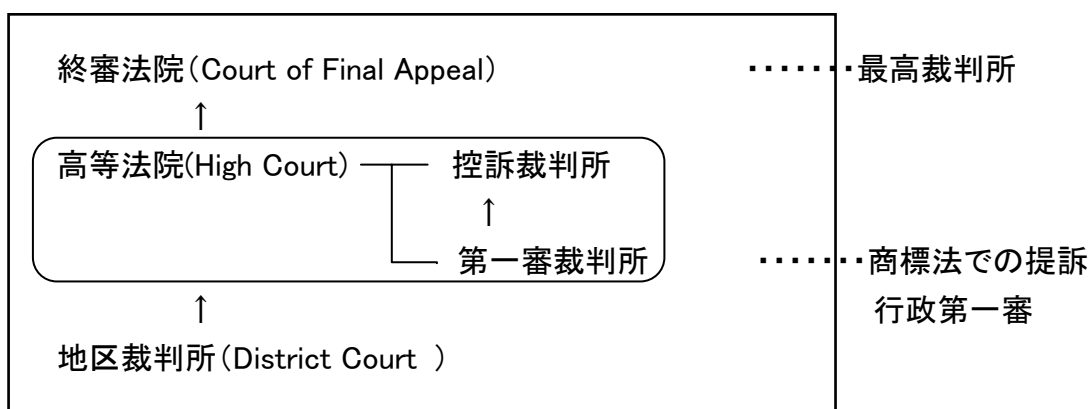 終審法院(Court of Final Appeal) ・・・・・・・最高裁判所
↑
高等法院(High Court) 控訴裁判所
↑
第一審裁判所 ・・・・・・・商標法での提訴
↑ 行政第一審
地区裁判所(District Court )